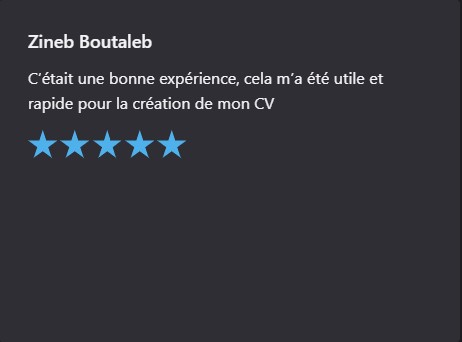 Zineb Boutaleb
C’était une bonne expérience, cela m’a été utile et
rapide pour la création de mon CV